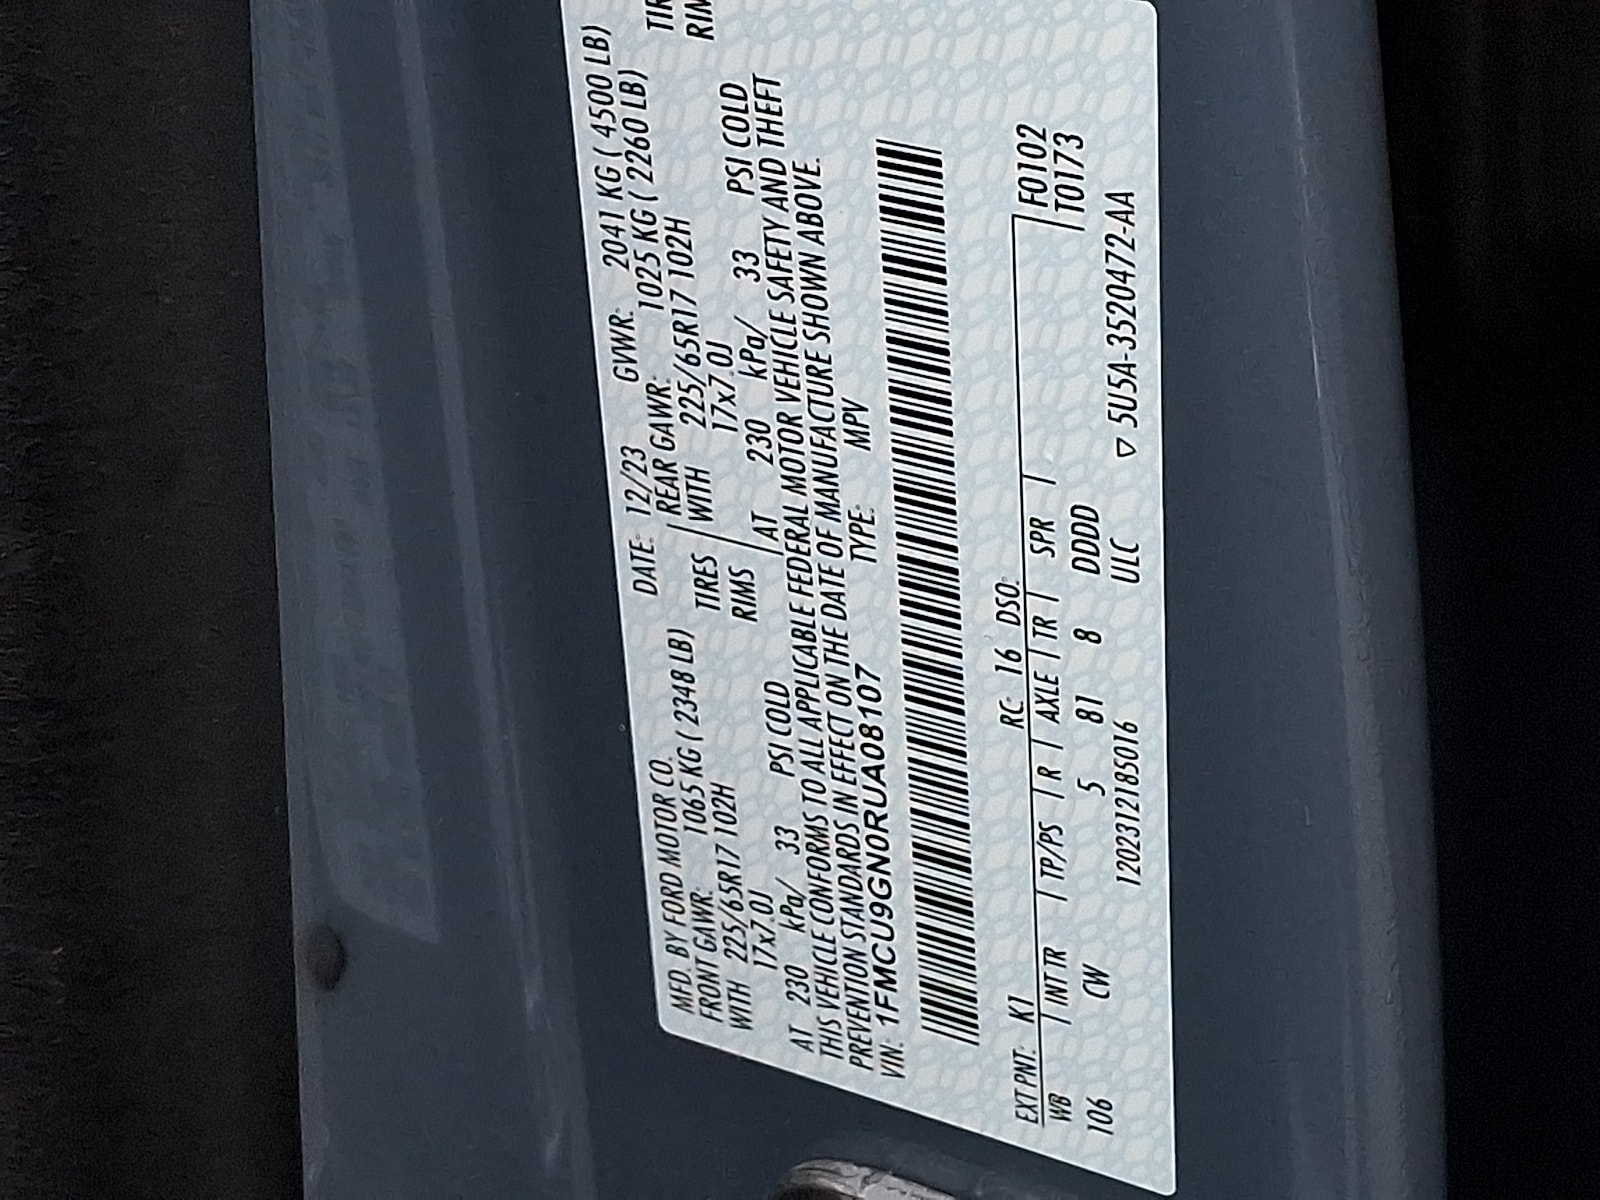 MFD. BY FORD MOTOR CO. DATE: 12/23 GVWR: 2041 KG ( 4500 LB)
FRONT GAWR: 1065 KG ( 2348 LB) REAR GAWR: 1025 KG ( 2260 LB)
WITH 225/65R17 102H TIRES WITH 225/65R17 102H TIR
17x7.0J RIMS 17x7.0J RIM
AT 230 kPa/ 33 PSI COLD AT 230 kPa/ 33 PSI COLD
THIS VEHICLE CONFORMS TO ALL APPLICABLE FEDERAL MOTOR VEHICLE SAFETY AND THEFT
PREVENTION STANDARDS IN EFFECT ON THE DATE OF MANUFACTURE SHOWN ABOVE.
VIN: 1FMCU9GN0RUA08107 TYPE: MPV
EXT PNT: K1 RC: 16 DSO: F0102
WB INT TR TP/PS R AXLE TR SPR T0173
106 CW 5 81 8 DDDD
1202312185016 ULC ▽ 5U5A-3520472-AA